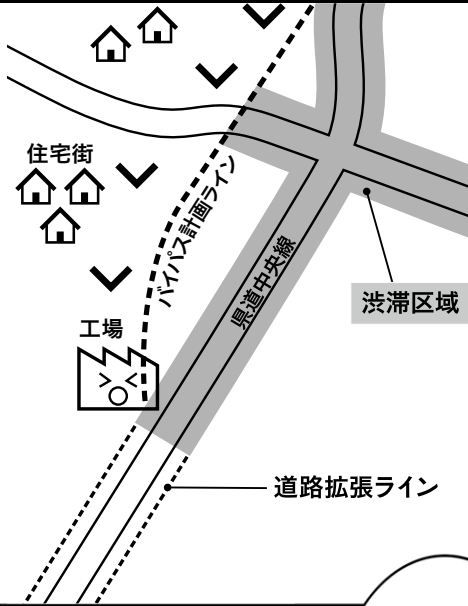 住宅街
バイパス計画ライン
県道中央線
渋滞区域
工場
道路拡張ライン